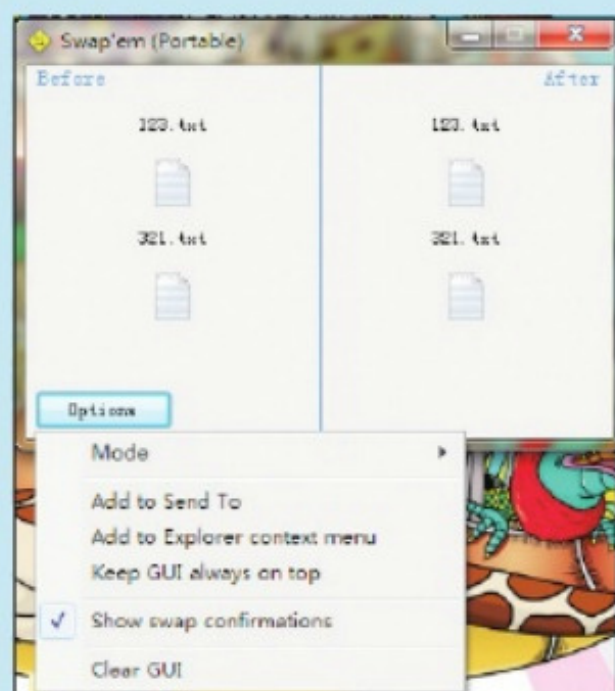 Swap'em (Portable)
Before After
123.txt 123.txt
321.txt 321.txt
Options
Mode
Add to Send To
Add to Explorer context menu
Keep GUI always on top
Show swap confirmations
Clear GUI